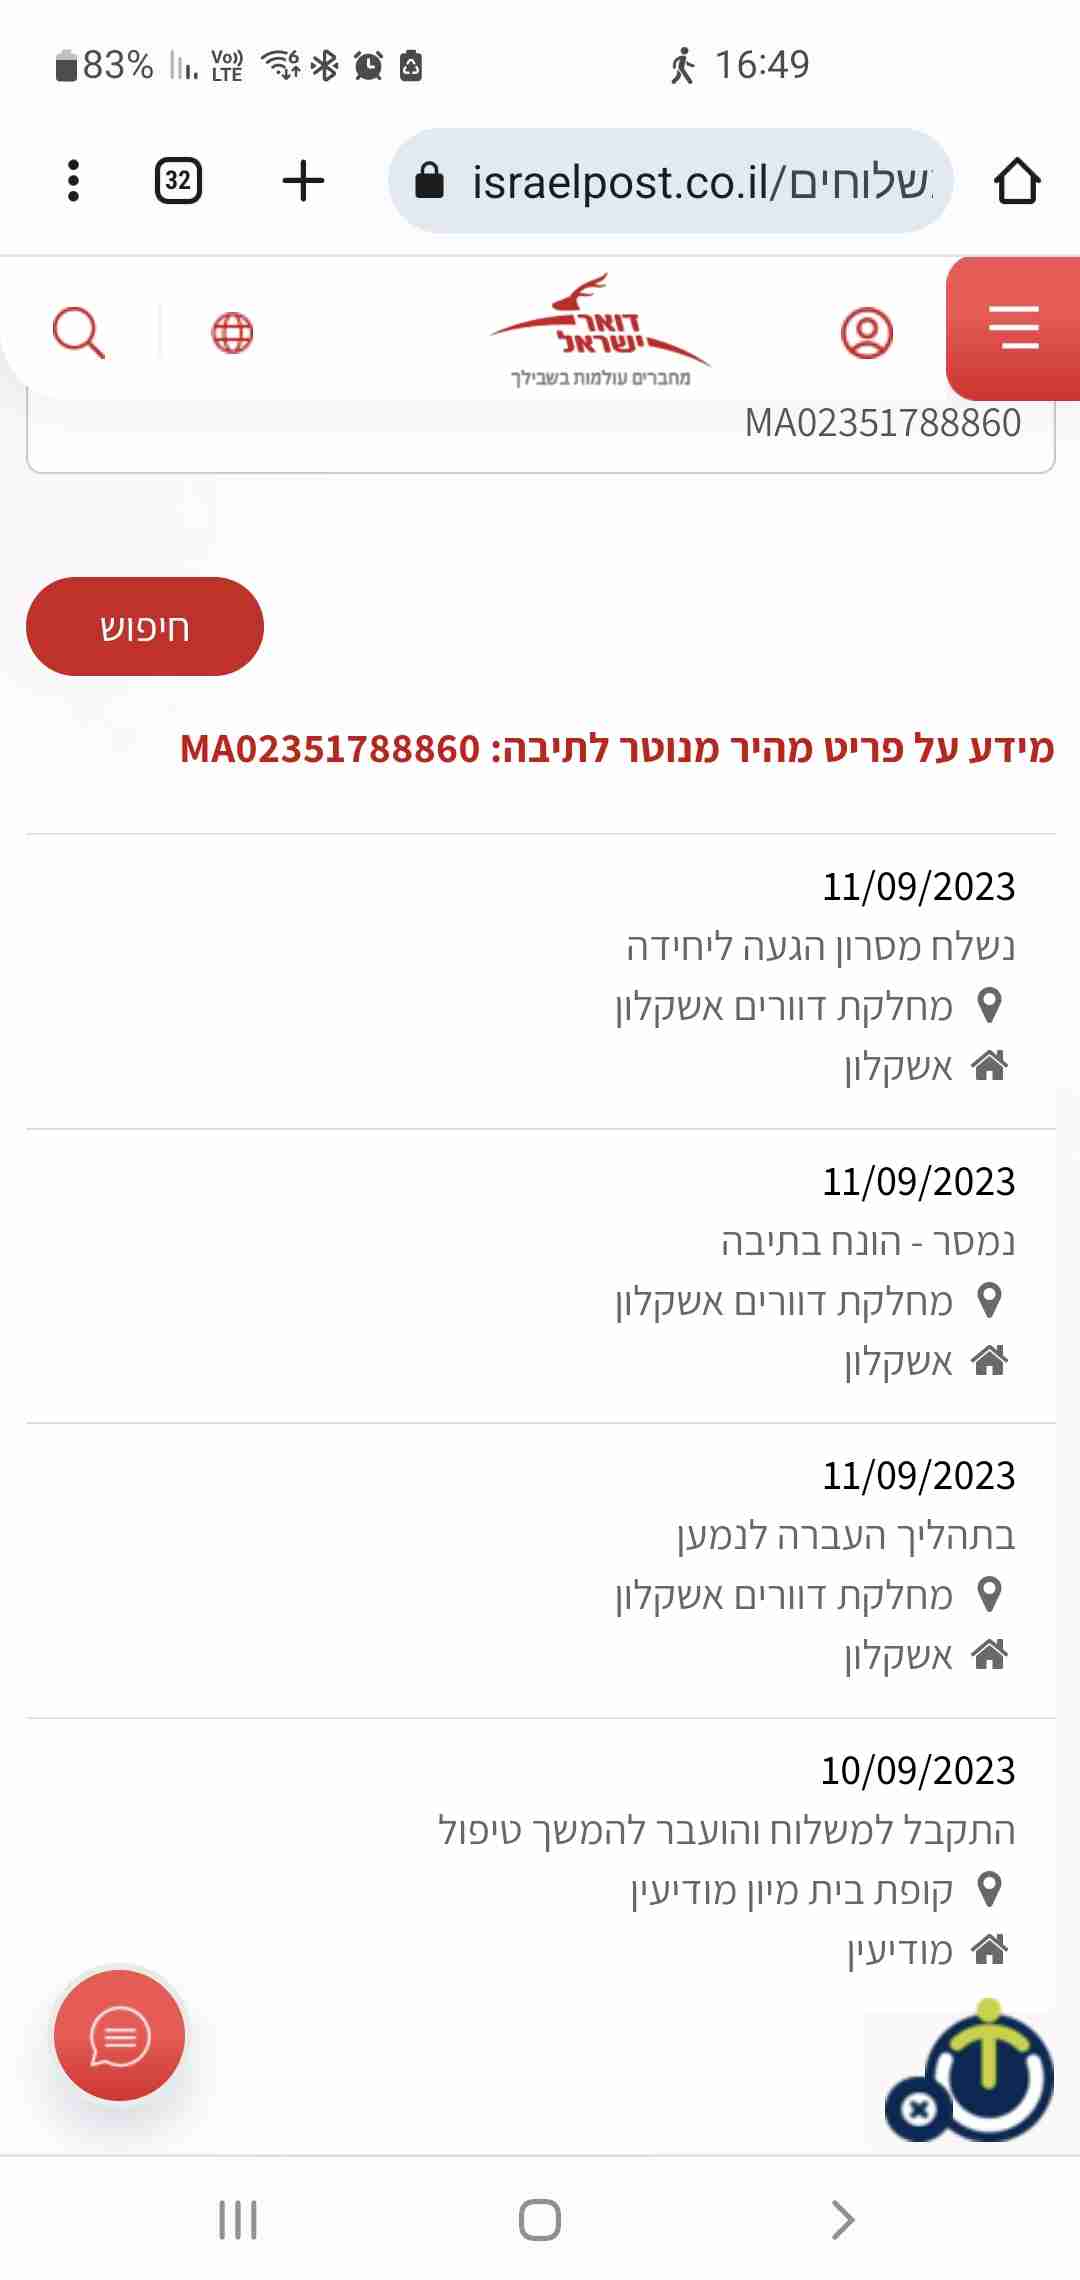 83% Vo)) LTE 6 16:49
32 israelpost.co.il/שלוחים
דואר
ישראל
מחברים עולמות בשבילך
MA02351788860
חיפוש
מידע על פריט מהיר מנוטר לתיבה: MA02351788860
11/09/2023
נשלח מסרון הגעה ליחידה
מחלקת דוורים אשקלון
אשקלון
11/09/2023
נמסר - הונח בתיבה
מחלקת דוורים אשקלון
אשקלון
11/09/2023
בתהליך העברה לנמען
מחלקת דוורים אשקלון
אשקלון
10/09/2023
התקבל למשלוח והועבר להמשך טיפול
קופת בית מיון מודיעין
מודיעין